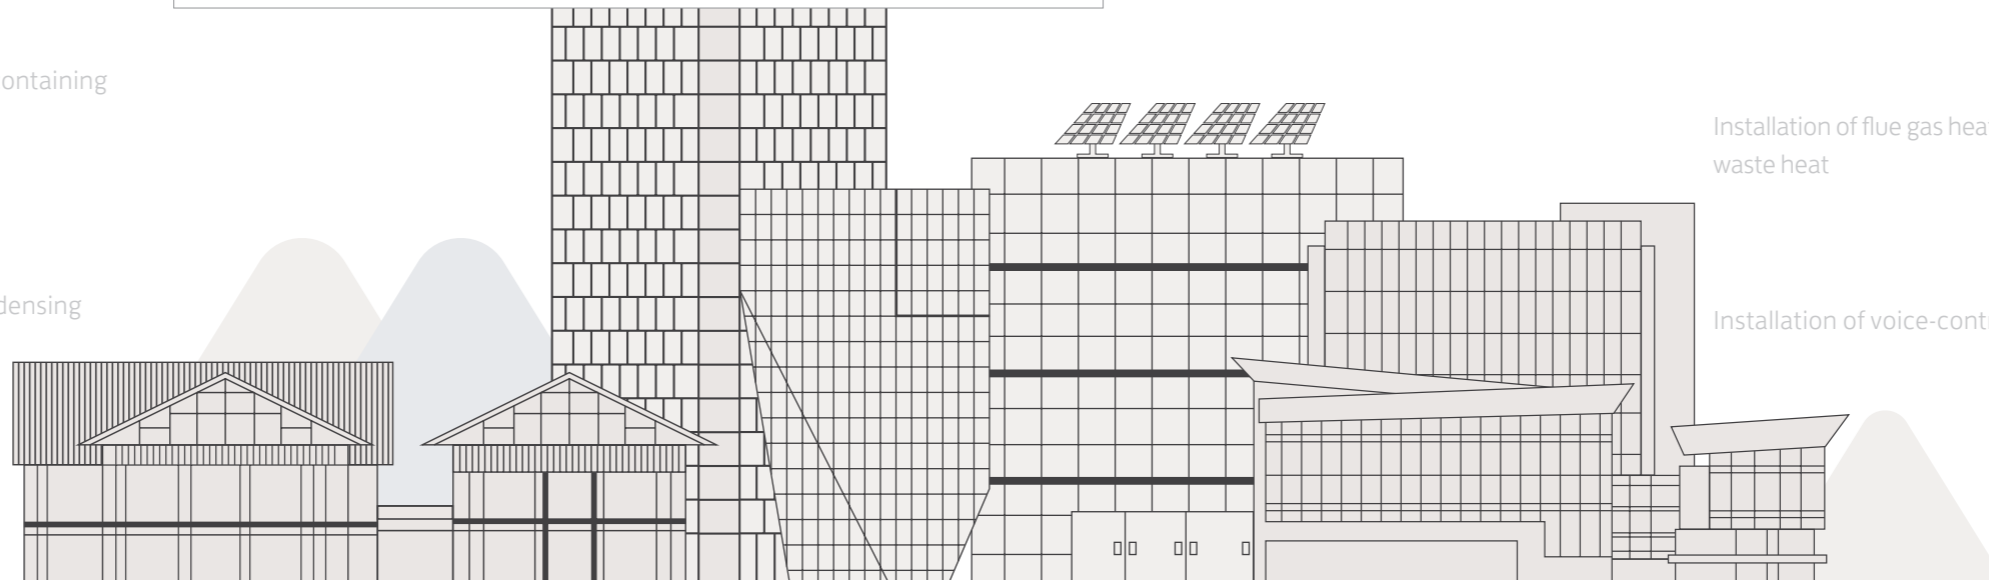 ontaining
densing
Installation of flue gas hea
waste heat
Installation of voice-cont